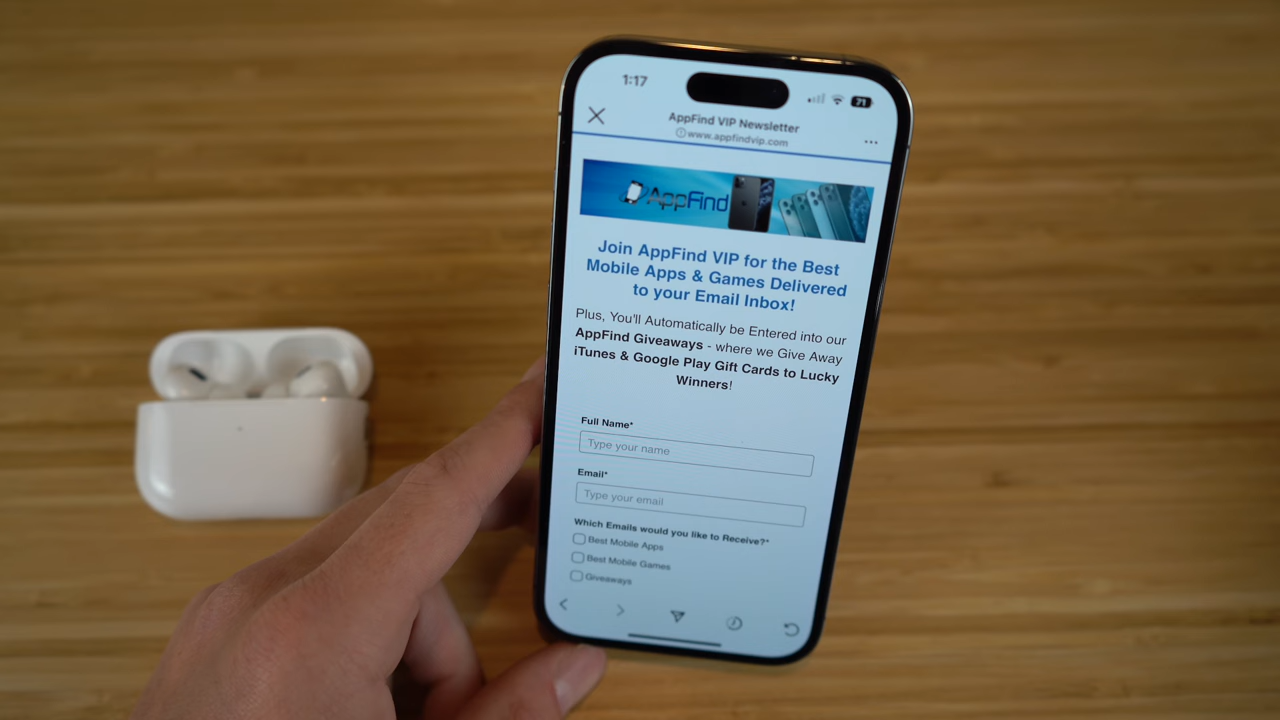 1:17
71
AppFind VIP Newsletter
www.appfindvip.com
AppFind
Join AppFind VIP for the Best
Mobile Apps & Games Delivered
to your Email Inbox!
Plus, You'll Automatically be Entered into our
AppFind Giveaways - where we Give Away
iTunes & Google Play Gift Cards to Lucky
Winners!
Full Name*
Type your name
Email*
Type your email
Which Emails would you like to Receive?*
Best Mobile Apps
Best Mobile Games
Giveaways